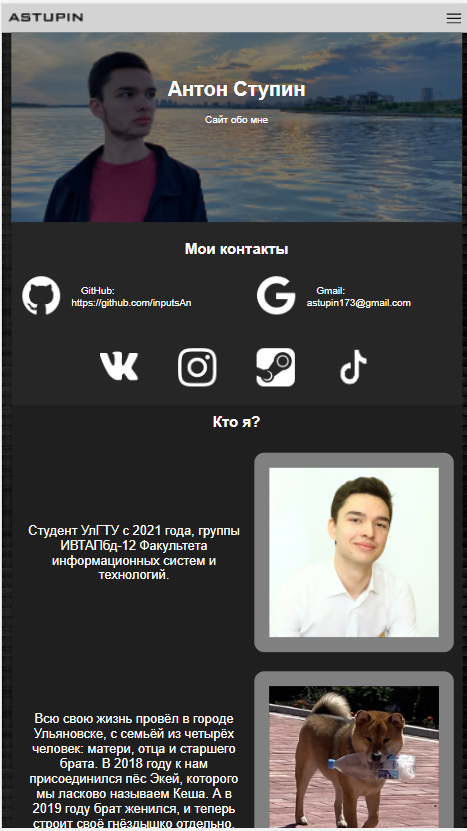 ASTUPIN
Антон Ступин
Сайт обо мне
Мои контакты
GitHub:
https://github.com/inputsAn
Gmail:
astupin173@gmail.com
Кто я?
Студент УлГТУ с 2021 года, группы
ИВТАПбд-12 Факультета
информационных систем и
технологий.
Всю свою жизнь провёл в городе
Ульяновске, с семьёй из четырёх
человек: матери, отца и старшего
брата. В 2018 году к нам
присоединился пёс Экей, которого
мы ласково называем Кеша. А в
2019 году брат женился, и теперь
строит своё гнёздышко отдельно.